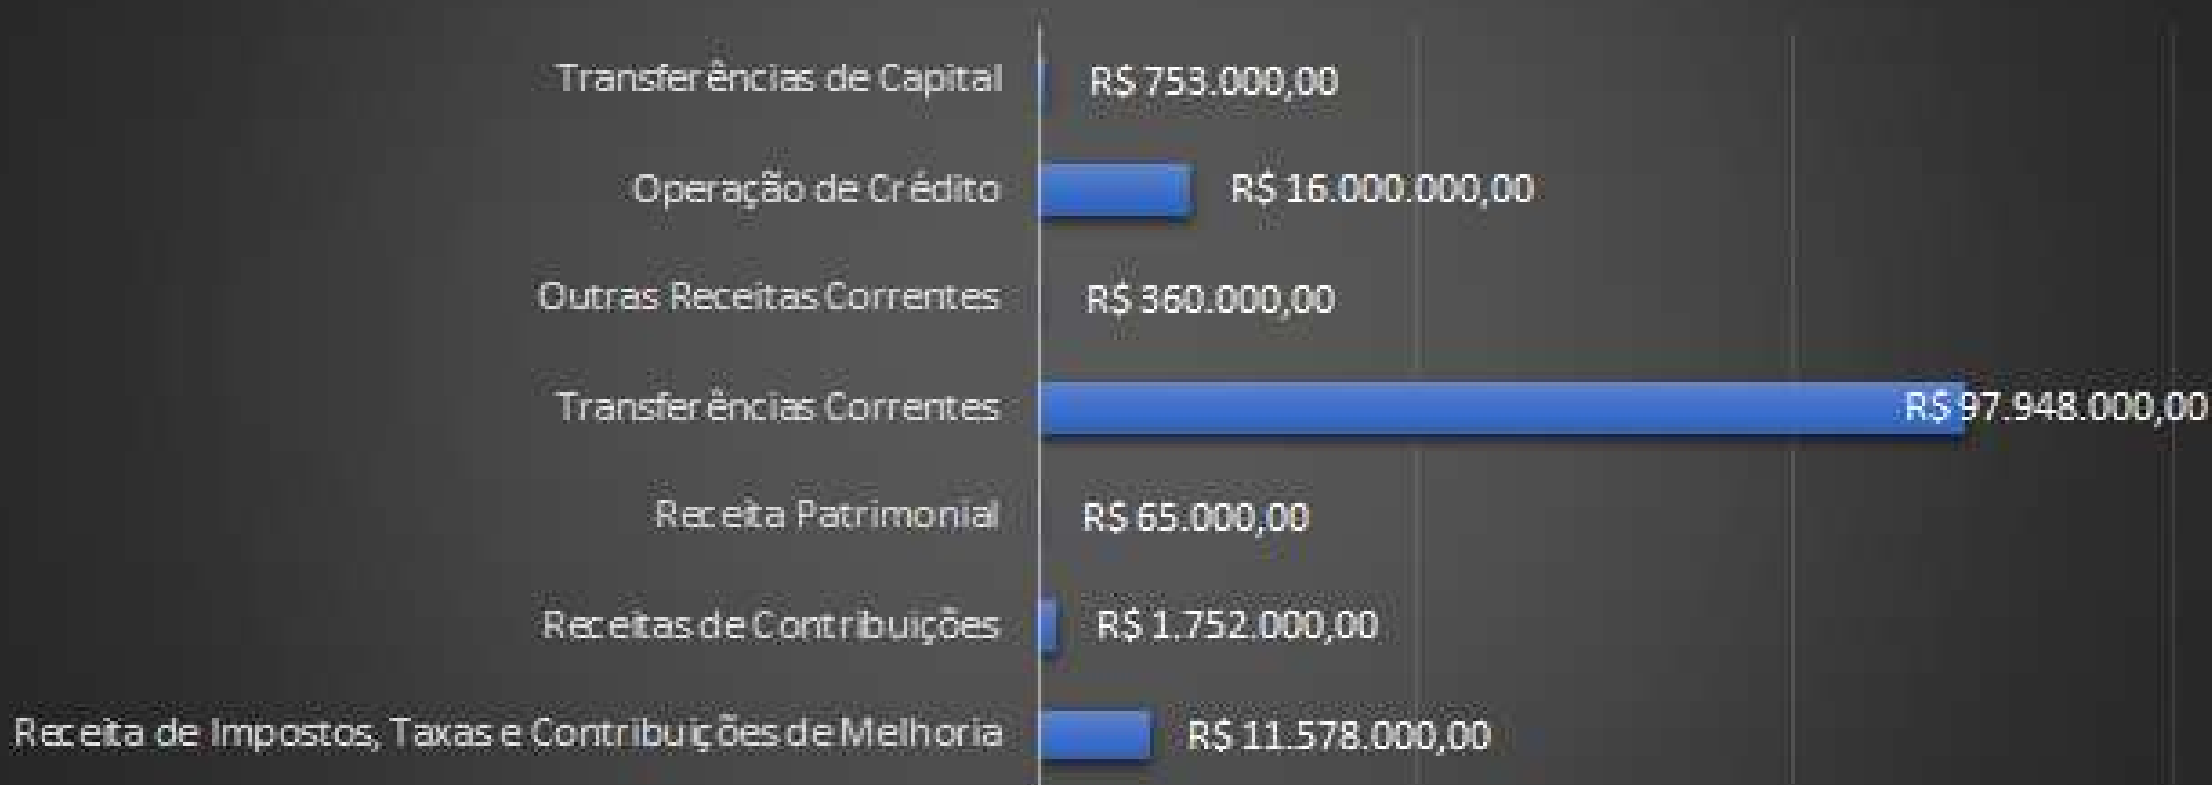 Transferências de Capital R$ 753.000,00
Operação de Crédito R$ 16.000.000,00
Outras Receitas Correntes R$ 360.000,00
Transferências Correntes R$ 97.948.000,00
Receita Patrimonial R$ 65.000,00
Receitas de Contribuições R$ 1.752.000,00
Receita de Impostos, Taxas e Contribuições de Melhoria R$ 11.578.000,00